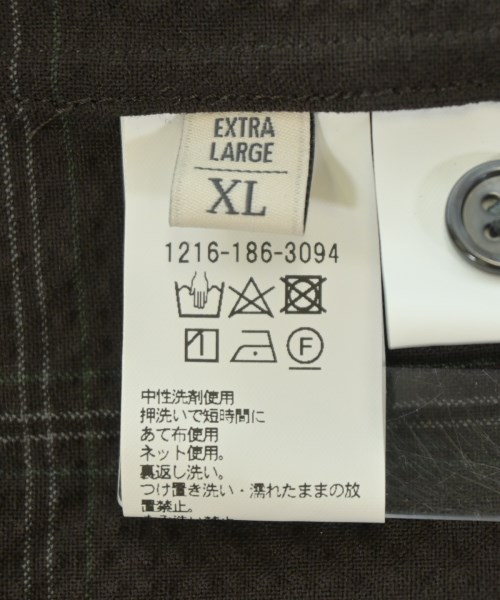 EXTRA
LARGE
XL
1216-186-3094
F
中性洗剤使用
押洗いで短時間に
あて布使用
ネット使用。
裏返し洗い。
つけ置き洗い・濡れたままの放
置禁止。